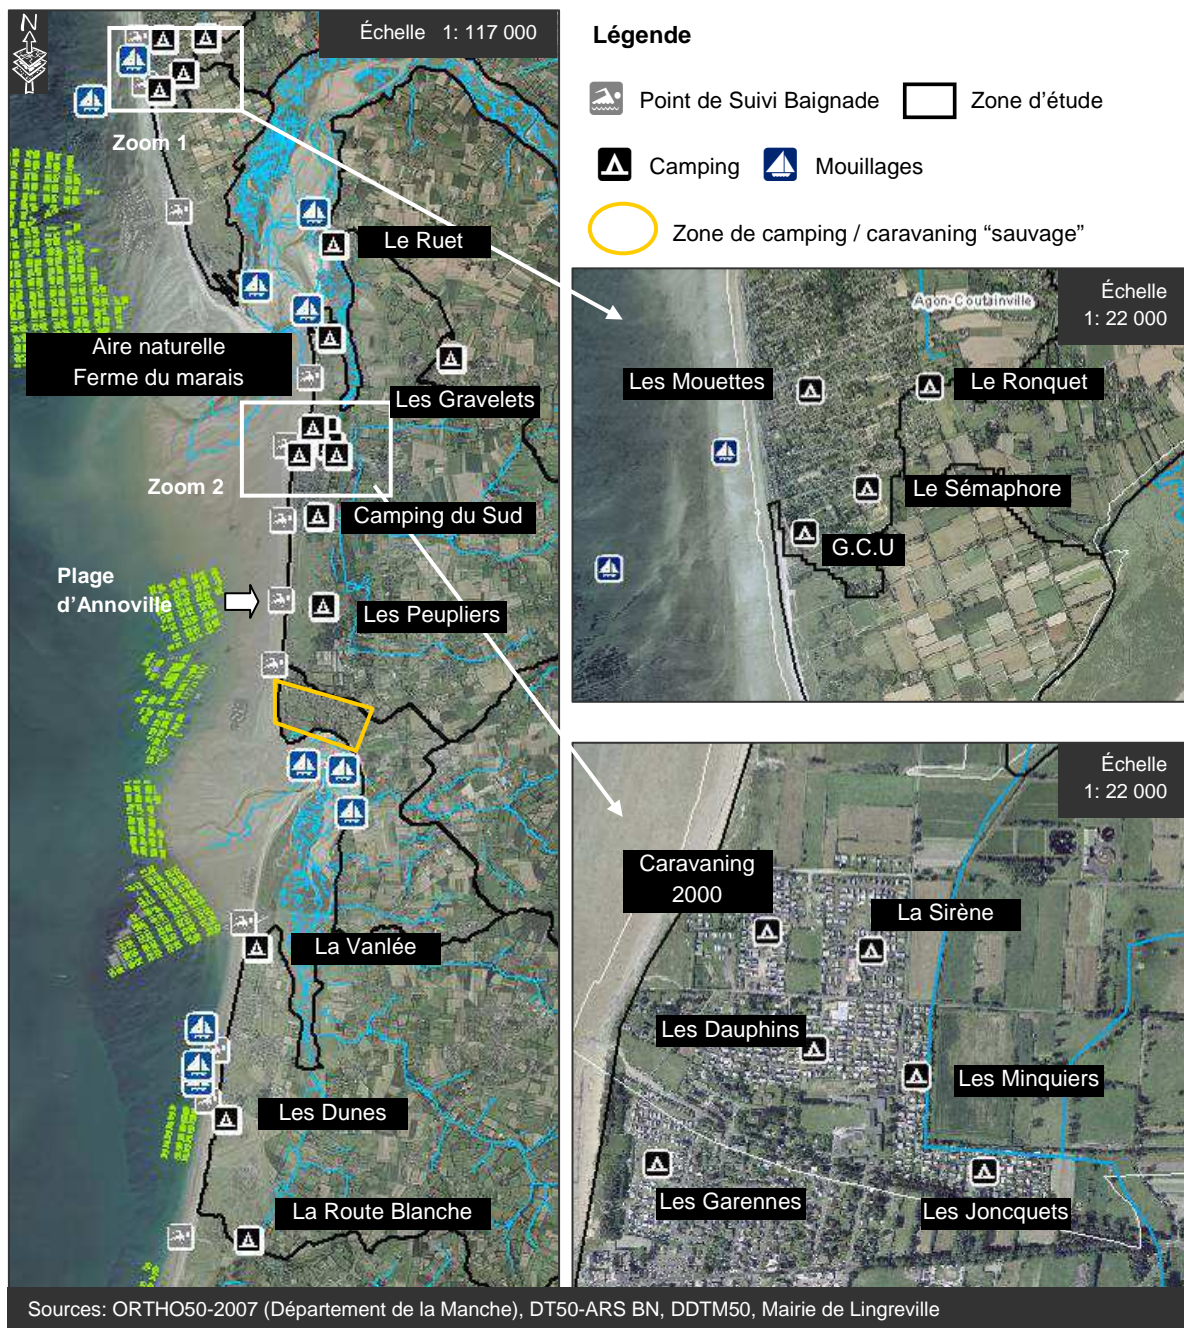 N
Échelle 1: 117 000
Zoom 1
Le Ruet
Aire naturelle
Ferme du marais
Les Gravelets
Zoom 2
Camping du Sud
Plage
d'Annoville
Les Peupliers
La Vanlée
Les Dunes
La Route Blanche
Légende
Point de Suivi Baignade
Zone d'étude
Camping
Mouillages
Zone de camping / caravaning “sauvage”
Échelle
1: 22 000
Agon-Coutainville
Les Mouettes
Le Ronquet
Le Sémaphore
G.C.U
Échelle
1: 22 000
Caravaning
2000
La Sirène
Les Dauphins
Les Minquiers
Les Garennes
Les Joncquets
Sources: ORTHO50-2007 (Département de la Manche), DT50-ARS BN, DDTM50, Mairie de Lingreville